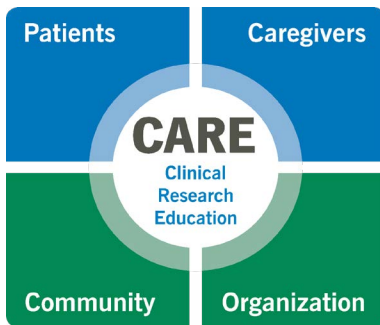 Patients
Caregivers
CARE
Clinical
Research
Education
Community
Organization